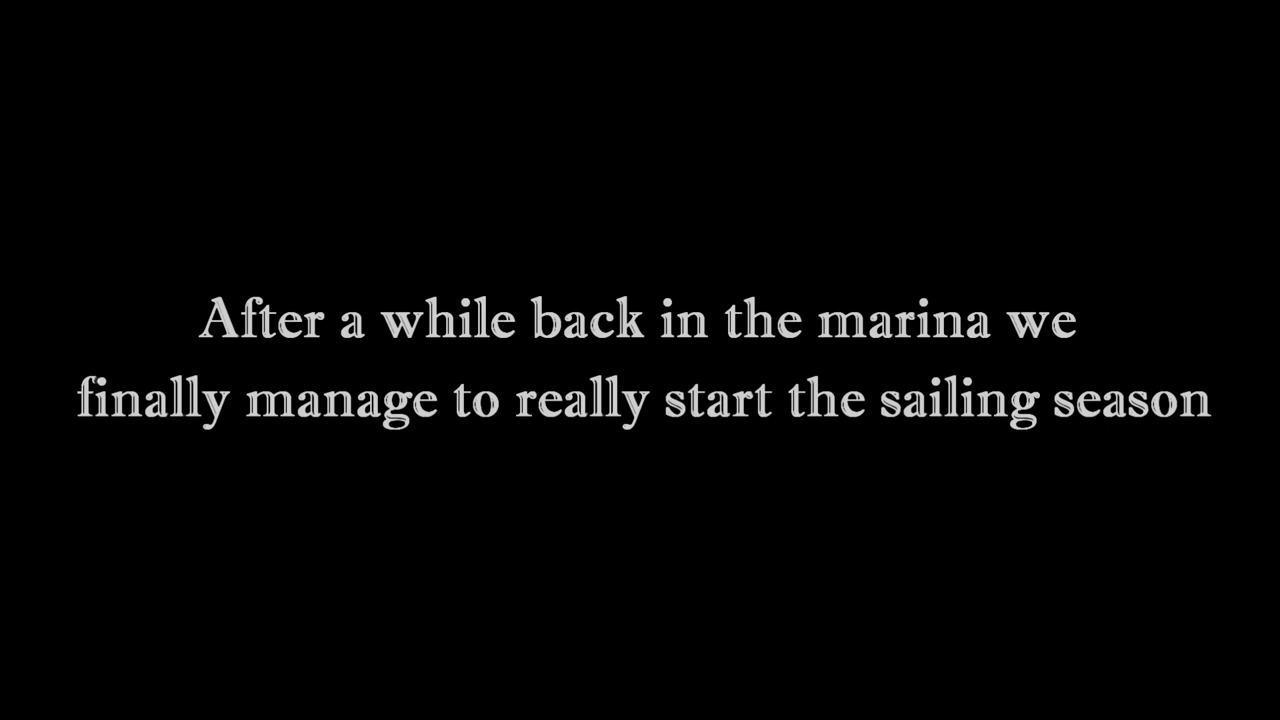 After a while back in the marina we
finally manage to really start the sailing season